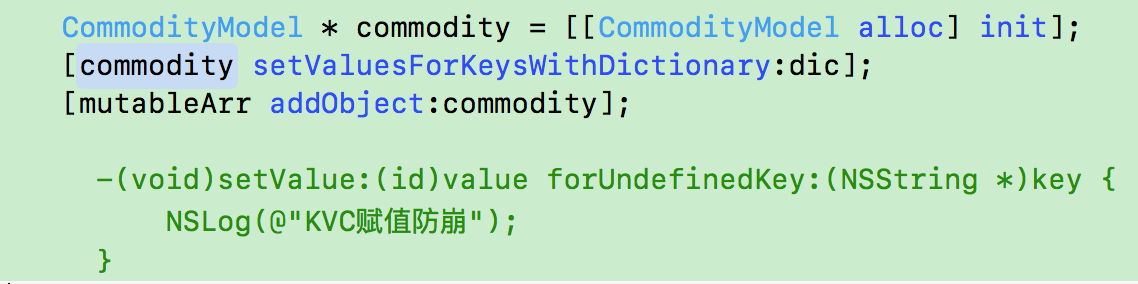 CommodityModel * commodity = [[CommodityModel alloc] init];
[commodity setValuesForKeysWithDictionary:dic];
[mutableArr addObject:commodity];
-(void)setValue:(id)value forUndefinedKey:(NSString *)key {
NSLog(@"KVC赋值防崩");
}